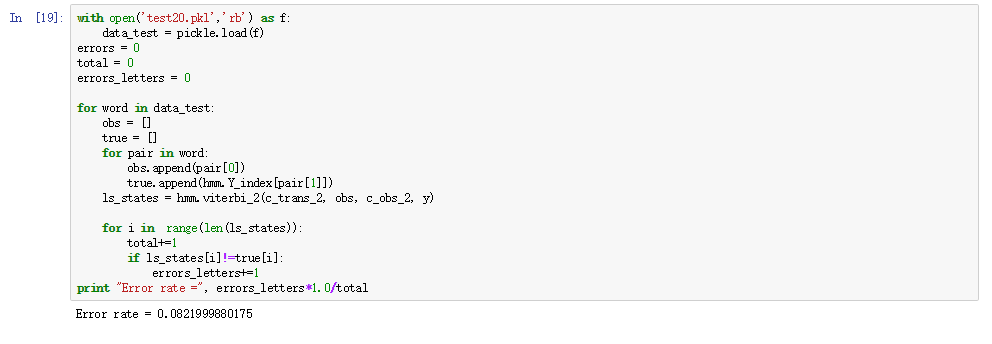 In [19]: with open('test20.pkl','rb') as f:
    data_test = pickle.load(f)
errors = 0
total = 0
errors_letters = 0

for word in data_test:
    obs = []
    true = []
    for pair in word:
        obs.append(pair[0])
        true.append(hmm.Y_index[pair[1]])
    ls_states = hmm.viterbi_2(c_trans_2, obs, c_obs_2, y)

    for i in  range(len(ls_states)):
        total+=1
        if ls_states[i]!=true[i]:
            errors_letters+=1
print "Error rate =", errors_letters*1.0/total
Error rate = 0.0821999880175